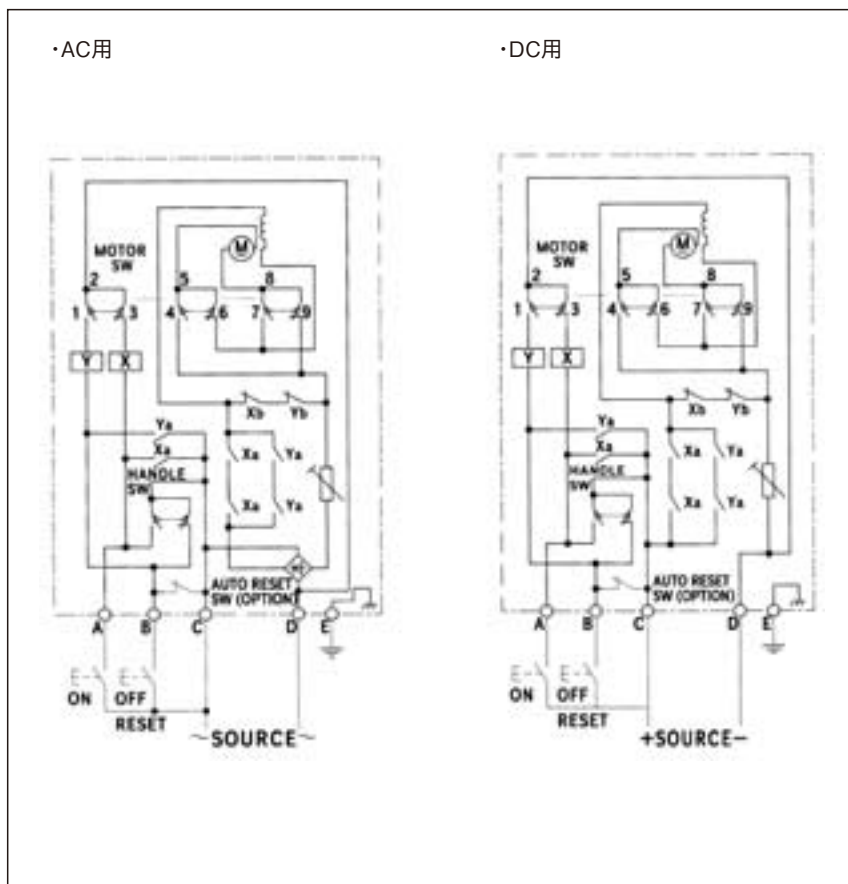 ・AC用
MOTOR
SW
M
2
5
8
1
3
4
6
7
9
Y
X
Xb
Yb
Ya
Xa
HANDLE
SW
Xa
Ya
Xa
Ya
AUTO RESET
SW (OPTION)
A
B
C
D
E
ON
OFF
RESET
~SOURCE~
・DC用
MOTOR
SW
M
2
5
8
1
3
4
6
7
9
Y
X
Xb
Yb
Ya
Xa
HANDLE
SW
Xa
Ya
Xa
Ya
AUTO RESET
SW (OPTION)
A
B
C
D
E
ON
OFF
RESET
+SOURCE−